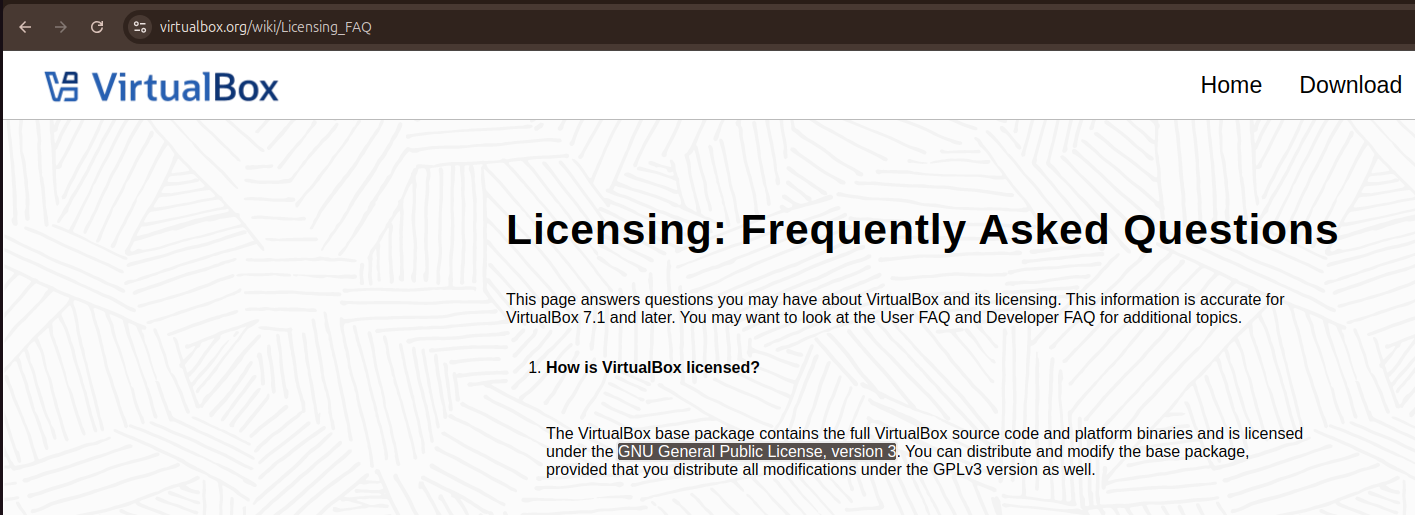 virtualbox.org/wiki/Licensing_FAQ
VirtualBox
Home Download
Licensing: Frequently Asked Questions
This page answers questions you may have about VirtualBox and its licensing. This information is accurate for
VirtualBox 7.1 and later. You may want to look at the User FAQ and Developer FAQ for additional topics.
1. How is VirtualBox licensed?
The VirtualBox base package contains the full VirtualBox source code and platform binaries and is licensed
under the GNU General Public License, version 3. You can distribute and modify the base package,
provided that you distribute all modifications under the GPLv3 version as well.